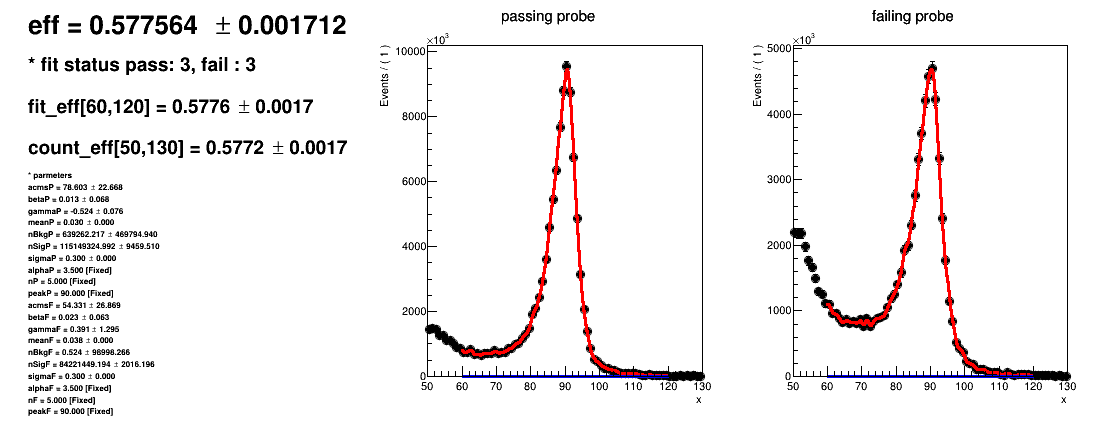 eff = 0.577564 ± 0.001712
* fit status pass: 3, fail : 3
fit_eff[60,120] = 0.5776 ± 0.0017
count_eff[50,130] = 0.5772 ± 0.0017
* parmeters
acmsP = 78.603 ± 22.668
betaP = 0.013 ± 0.068
gammaP = -0.524 ± 0.076
meanP = 0.030 ± 0.000
nBkgP = 639262.217 ± 469794.940
nSigP = 115149324.992 ± 9459.510
sigmaP = 0.300 ± 0.000
alphaP = 3.500 [Fixed]
nP = 5.000 [Fixed]
peakP = 90.000 [Fixed]
acmsF = 54.331 ± 26.869
betaF = 0.023 ± 0.063
gammaF = 0.391 ± 1.295
meanF = 0.038 ± 0.000
nBkgF = 0.524 ± 98998.266
nSigF = 84221449.194 ± 2016.196
sigmaF = 0.300 ± 0.000
alphaF = 3.500 [Fixed]
nF = 5.000 [Fixed]
peakF = 90.000 [Fixed]
passing probe
×10³
Events / ( 1 )
10000
8000
6000
4000
2000
0
50 60 70 80 90 100 110 120 130
x
failing probe
×10³
Events / ( 1 )
5000
4000
3000
2000
1000
0
50 60 70 80 90 100 110 120 130
x